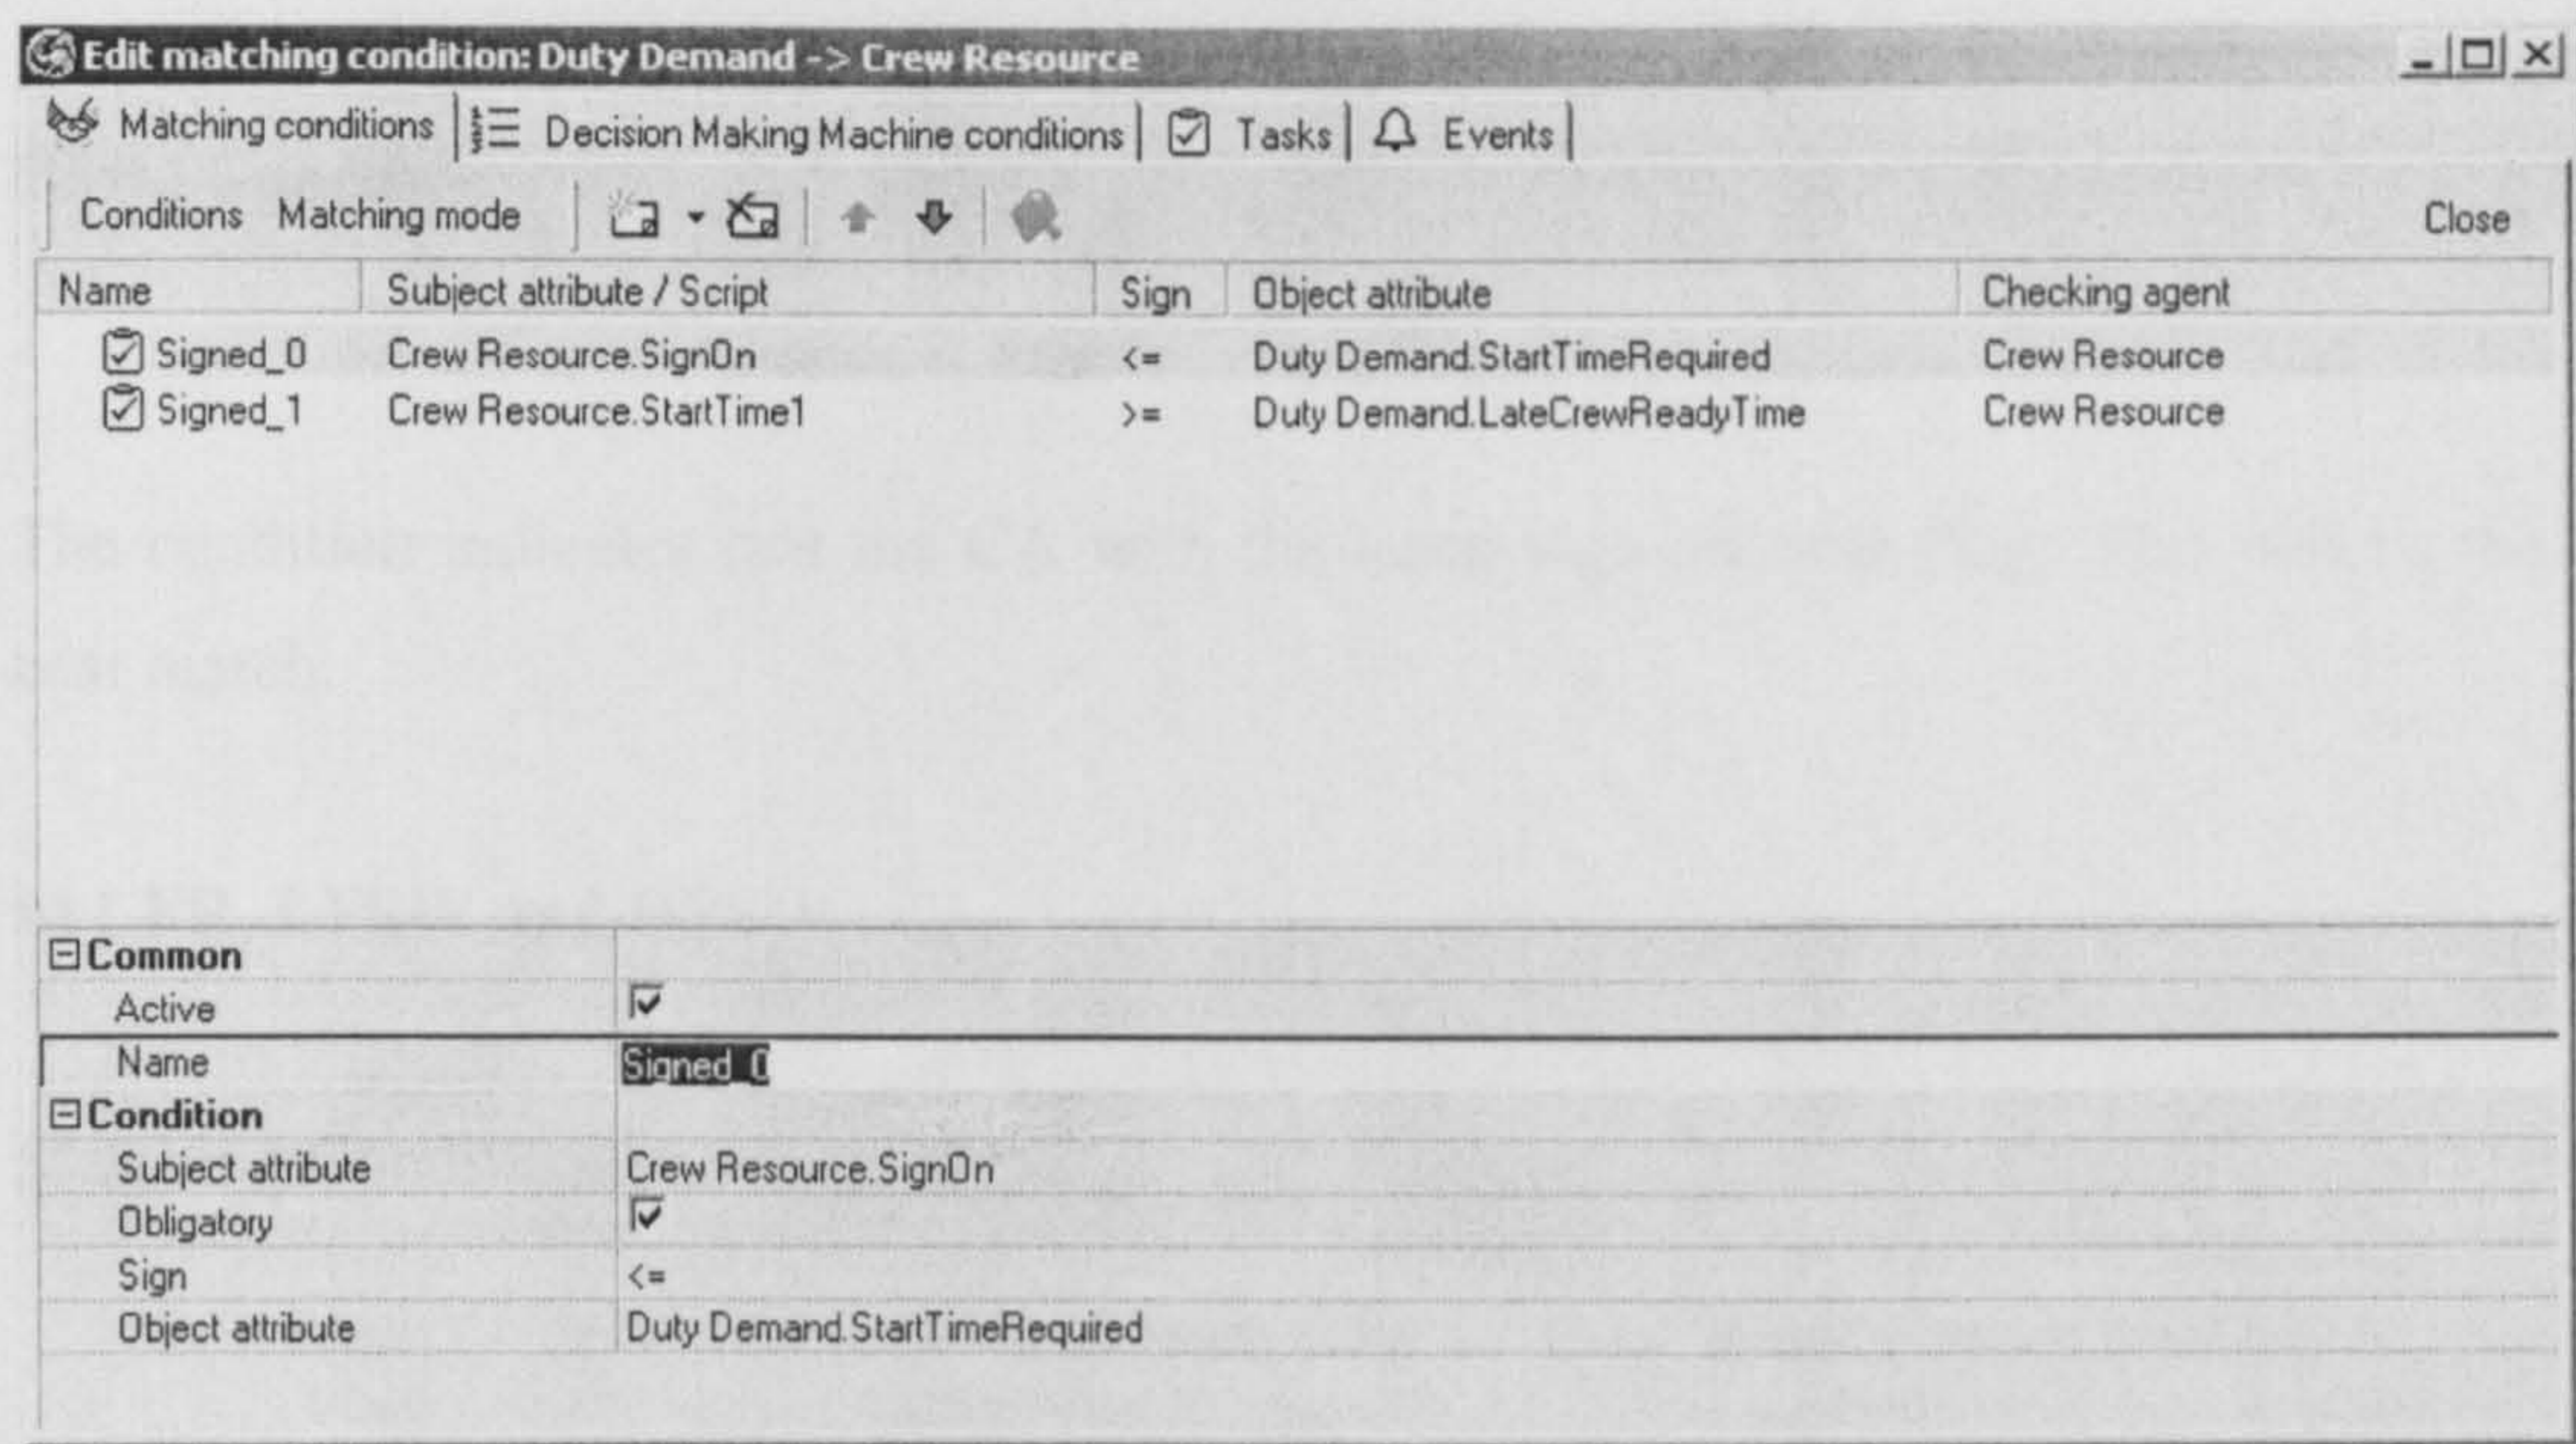 Edit matching condition: Duty Demand -> Crew Resource
Matching conditions Decision Making Machine conditions Tasks Events
Conditions Matching mode Close
Name Subject attribute / Script Sign Object attribute Checking agent
Signed_0 Crew Resource.SignOn <= Duty Demand.StartTimeRequired Crew Resource
Signed_1 Crew Resource.StartTime1 >= Duty Demand.LateCrewReadyTime Crew Resource
Common
Active
Name Signed_0
Condition
Subject attribute Crew Resource.SignOn
Obligatory
Sign <=
Object attribute Duty Demand.StartTimeRequired